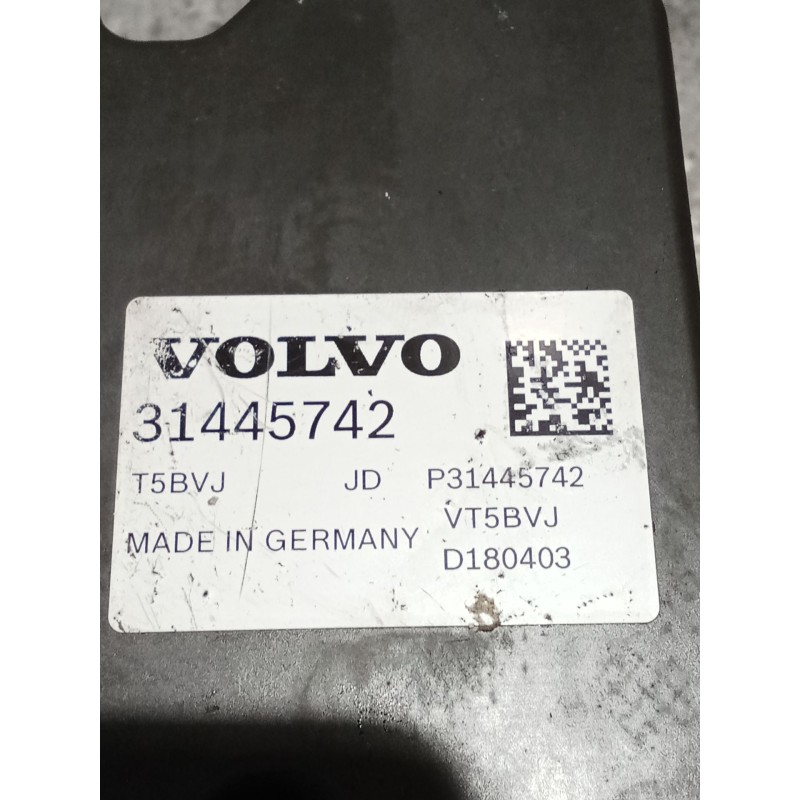 VOLVO
31445742
T5BVJ JD P31445742
VT5BVJ
MADE IN GERMANY
D180403